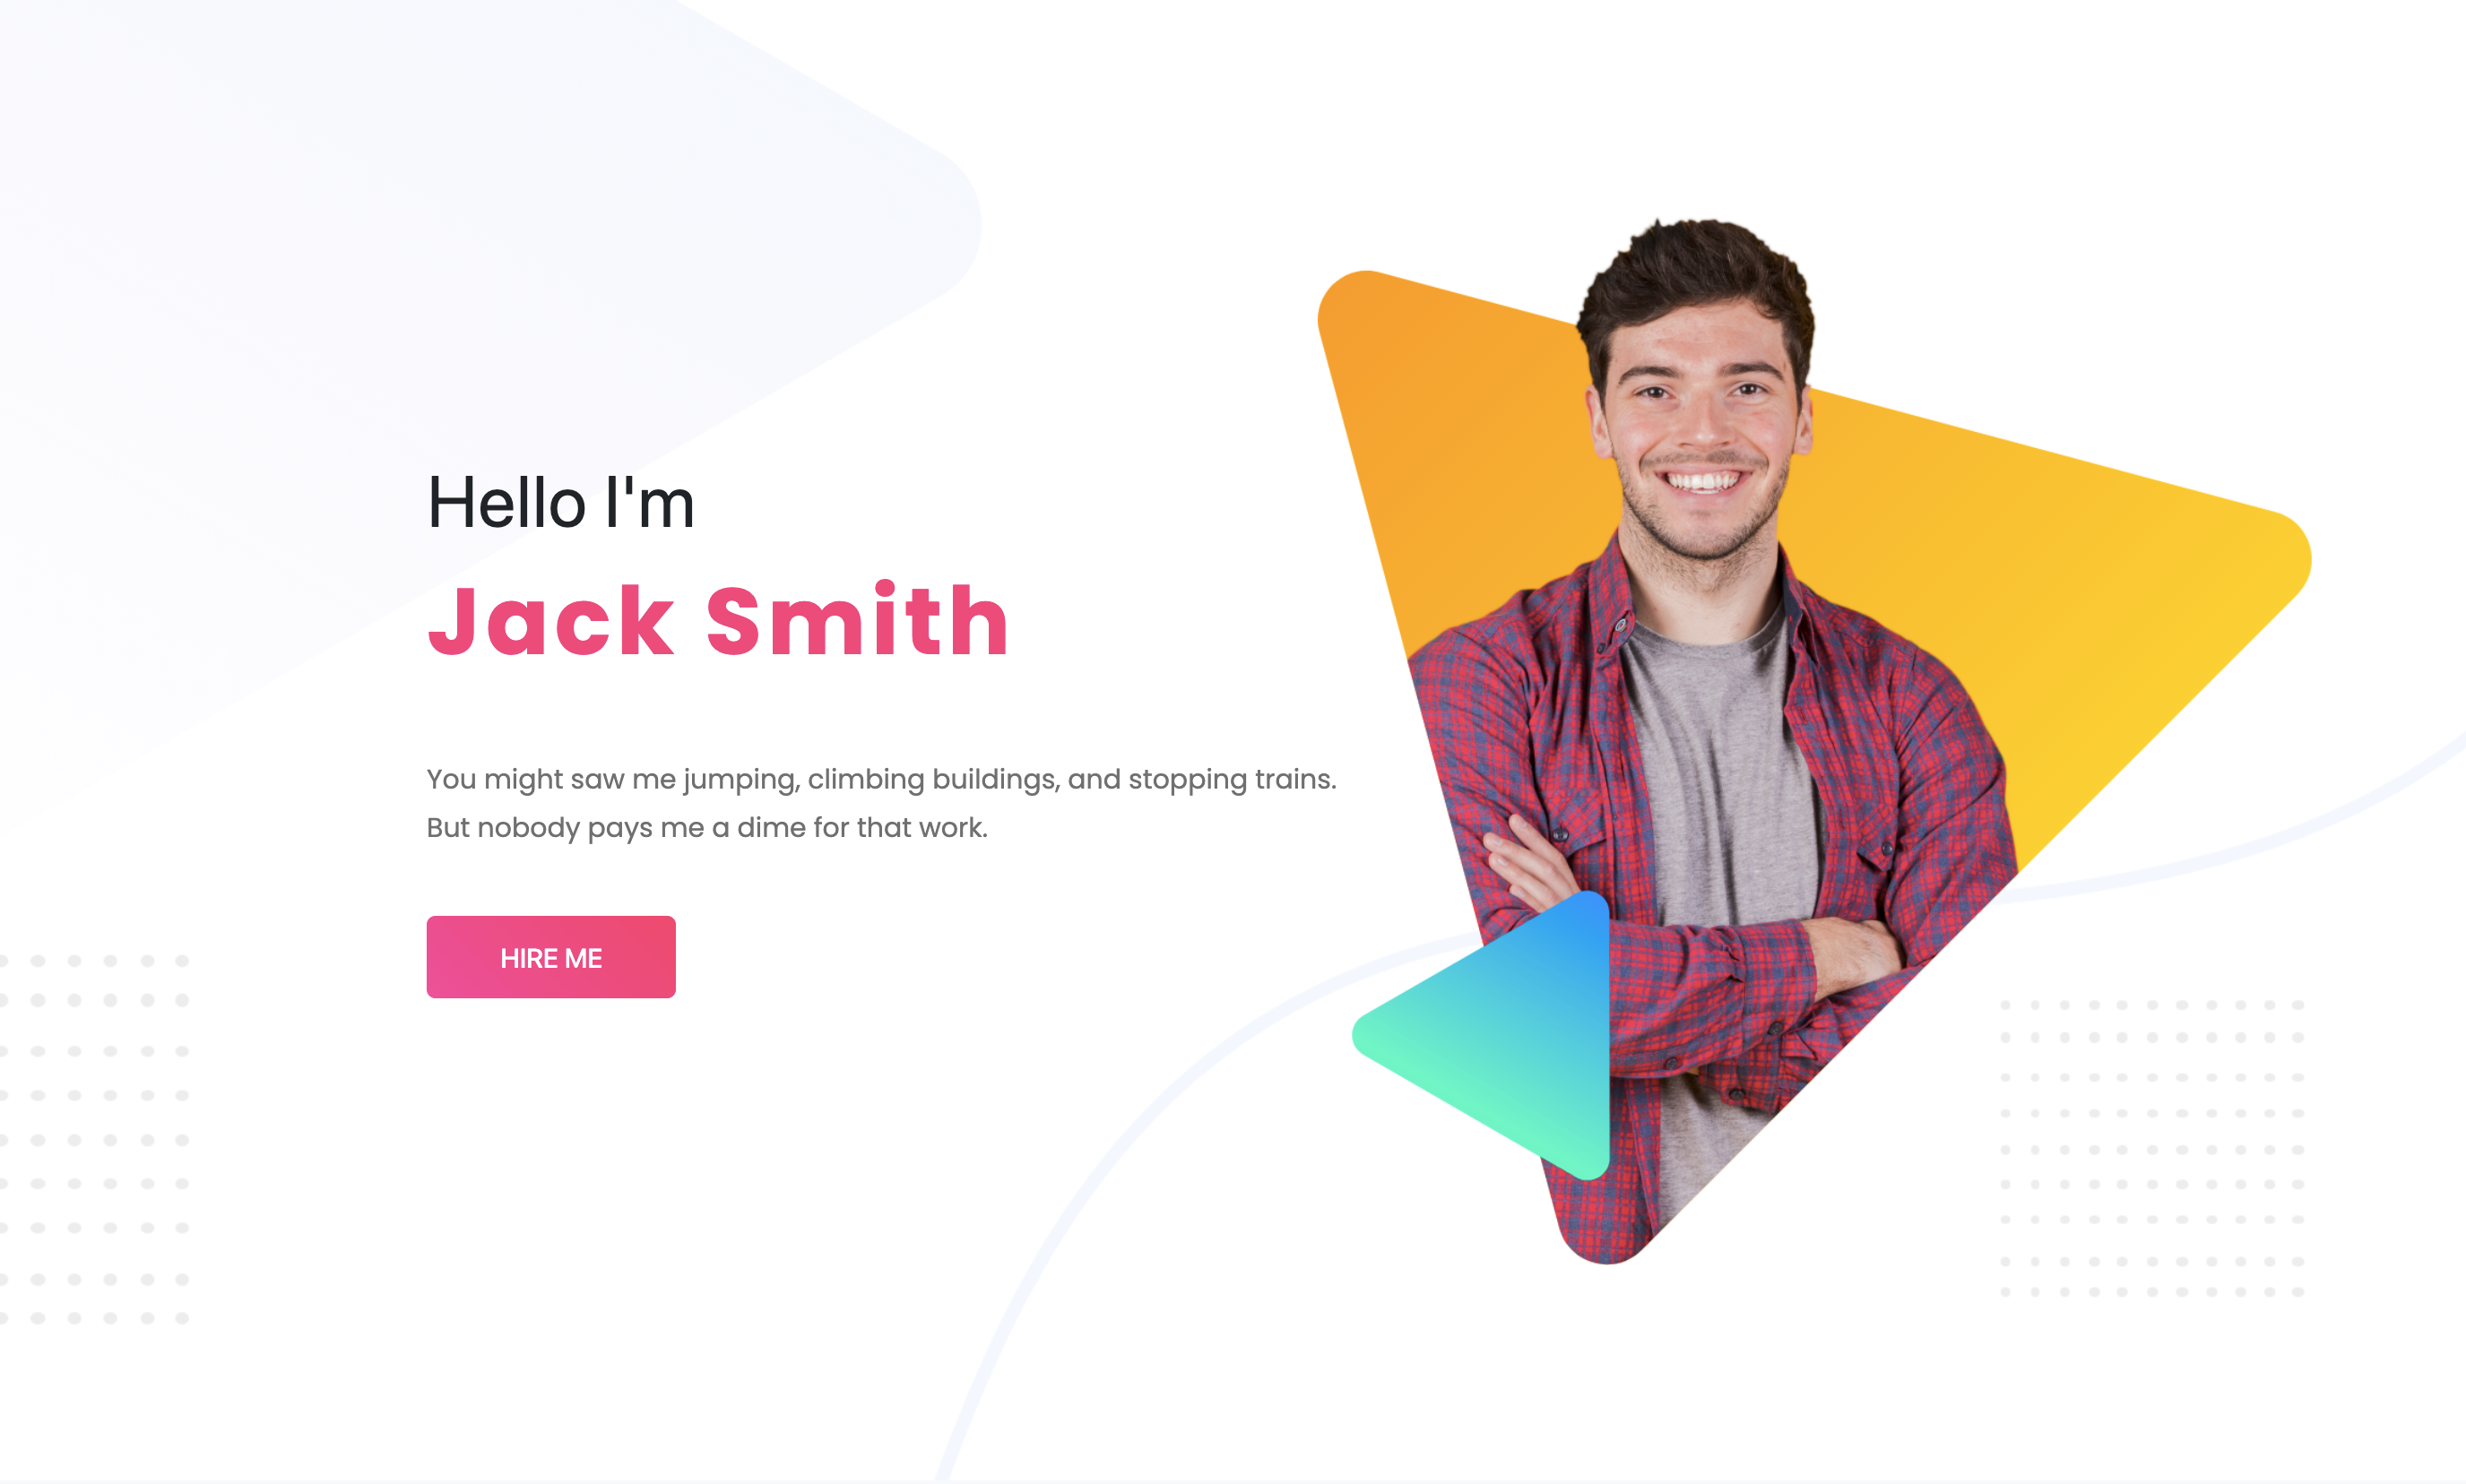 Hello I'm
Jack Smith
You might saw me jumping, climbing buildings, and stopping trains.
But nobody pays me a dime for that work.
HIRE ME